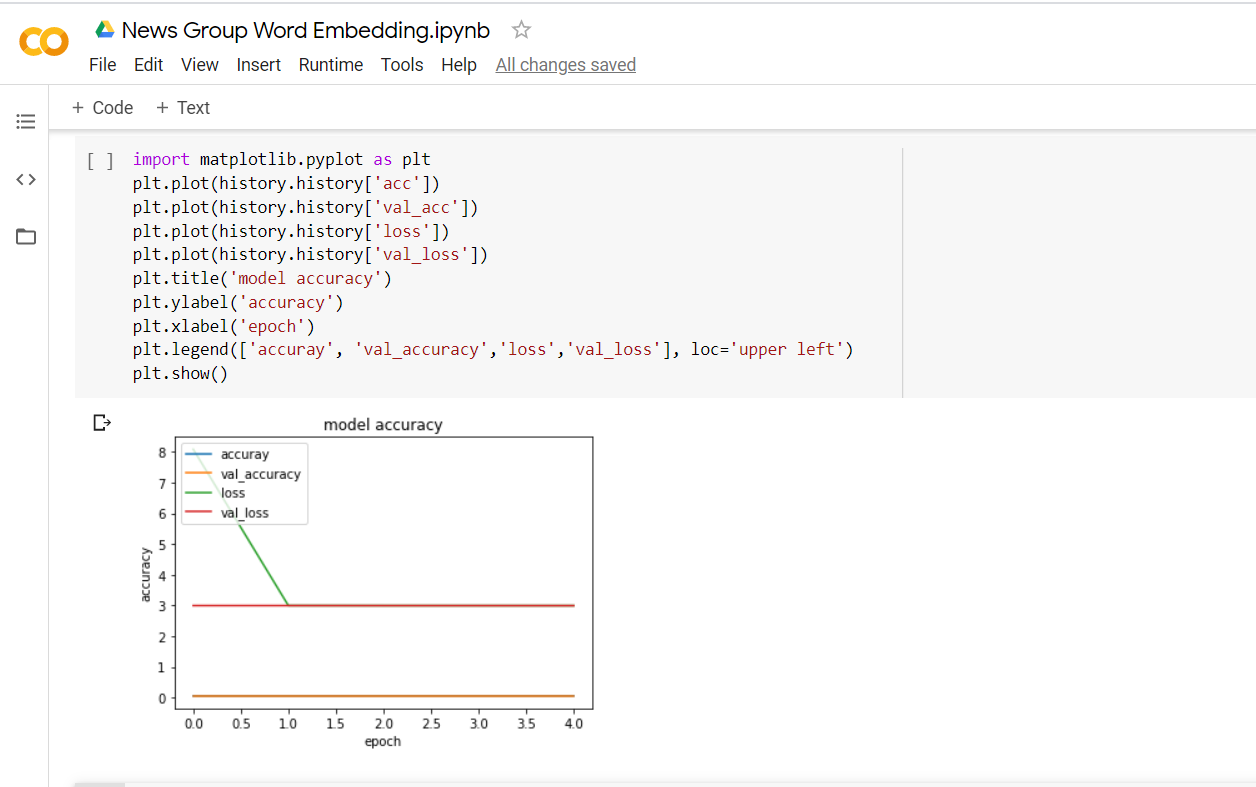 News Group Word Embedding.ipynb
File Edit View Insert Runtime Tools Help All changes saved
+ Code + Text
[ ] import matplotlib.pyplot as plt
plt.plot(history.history['acc'])
plt.plot(history.history['val_acc'])
plt.plot(history.history['loss'])
plt.plot(history.history['val_loss'])
plt.title('model accuracy')
plt.ylabel('accuracy')
plt.xlabel('epoch')
plt.legend(['accuray', 'val_accuracy','loss','val_loss'], loc='upper left')
plt.show()
model accuracy
accuray
val_accuracy
loss
val_loss
8
7
6
5
4
3
2
1
0
accuracy
0.0 0.5 1.0 1.5 2.0 2.5 3.0 3.5 4.0
epoch